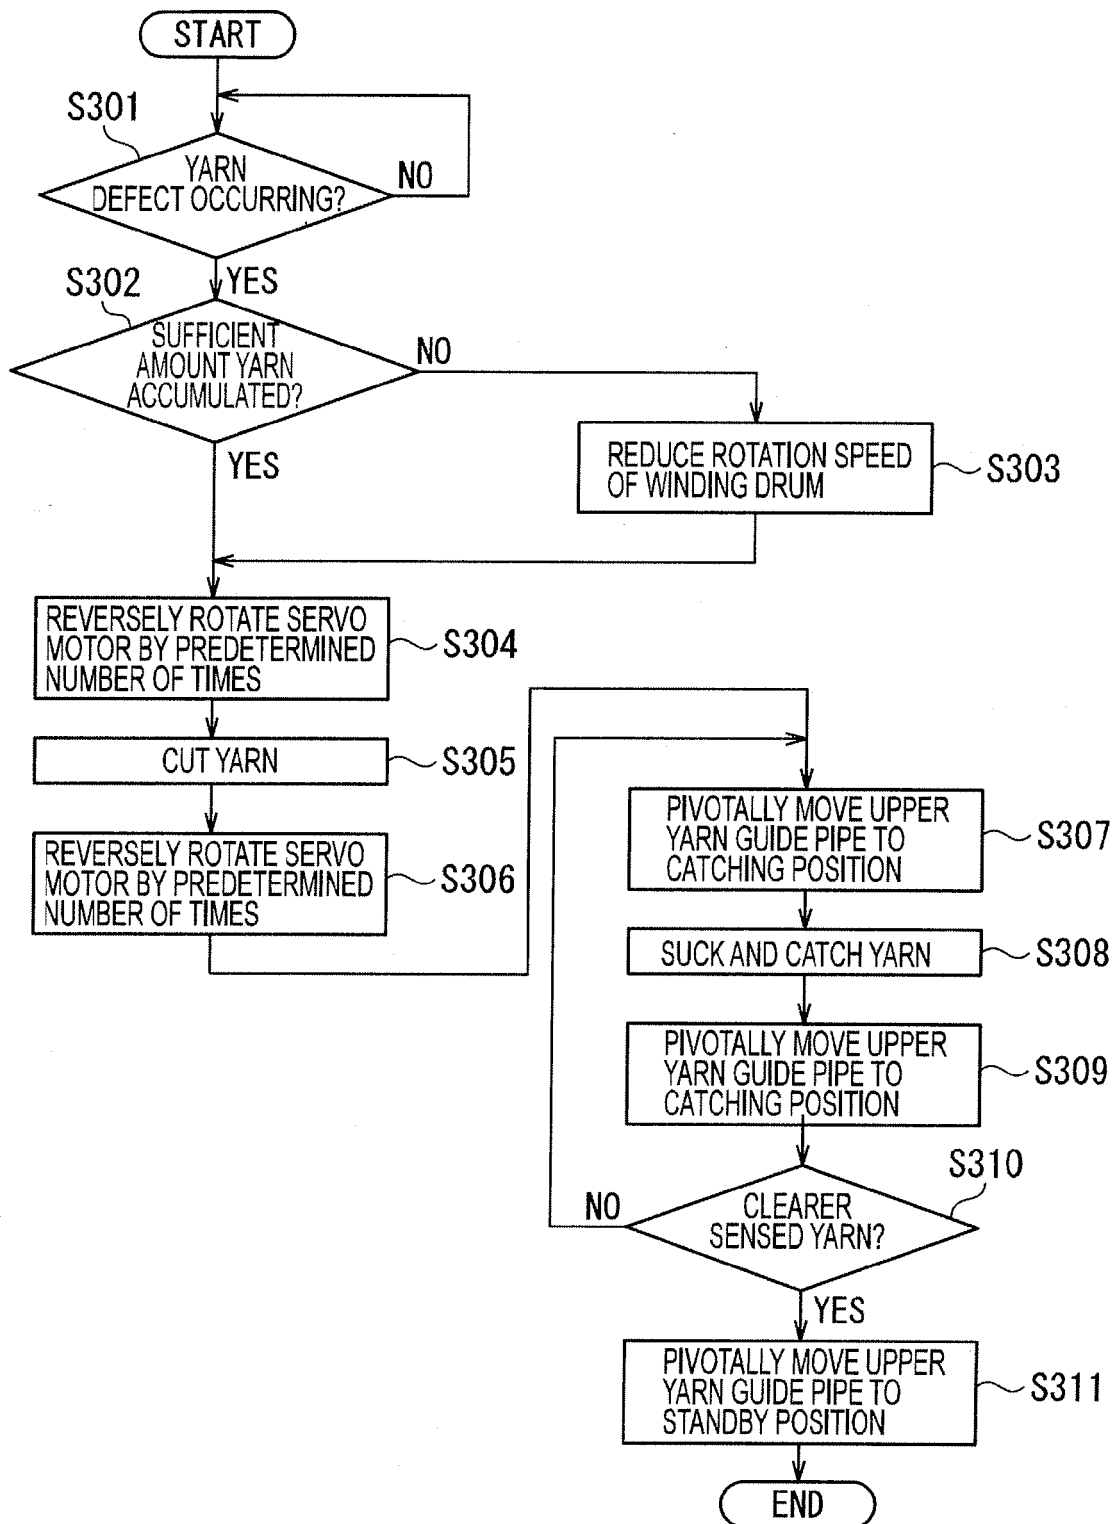 START
S301
YARN
DEFECT OCCURRING?
NO
YES
S302
SUFFICIENT
AMOUNT YARN
ACCUMULATED?
NO
YES
REDUCE ROTATION SPEED
OF WINDING DRUM
S303
REVERSELY ROTATE SERVO
MOTOR BY PREDETERMINED
NUMBER OF TIMES
S304
CUT YARN
S305
REVERSELY ROTATE SERVO
MOTOR BY PREDETERMINED
NUMBER OF TIMES
S306
PIVOTALLY MOVE UPPER
YARN GUIDE PIPE TO
CATCHING POSITION
S307
SUCK AND CATCH YARN
S308
PIVOTALLY MOVE UPPER
YARN GUIDE PIPE TO
CATCHING POSITION
S309
S310
CLEARER
SENSED YARN?
NO
YES
PIVOTALLY MOVE UPPER
YARN GUIDE PIPE TO
STANDBY POSITION
S311
END